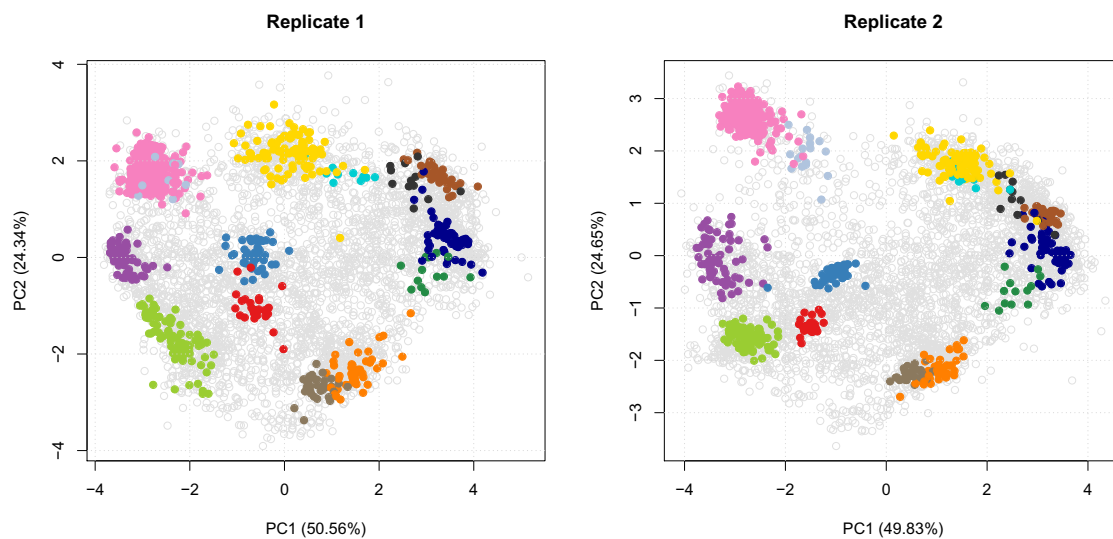 Replicate 1
4
2
0
−2
−4
PC2 (24.34%)
−4 −2 0 2 4
PC1 (50.56%)
Replicate 2
3
2
1
0
−1
−2
−3
PC2 (24.65%)
−4 −2 0 2 4
PC1 (49.83%)